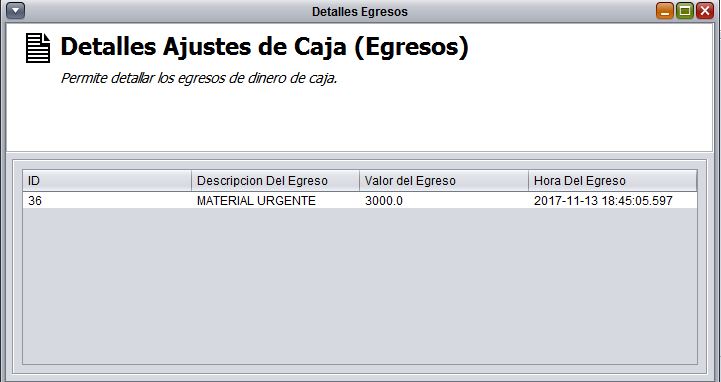 Detalles Egresos
Detalles Ajustes de Caja (Egresos)
Permite detallar los egresos de dinero de caja.
ID Descripcion Del Egreso Valor del Egreso Hora Del Egreso
36 MATERIAL URGENTE 3000.0 2017-11-13 18:45:05.597